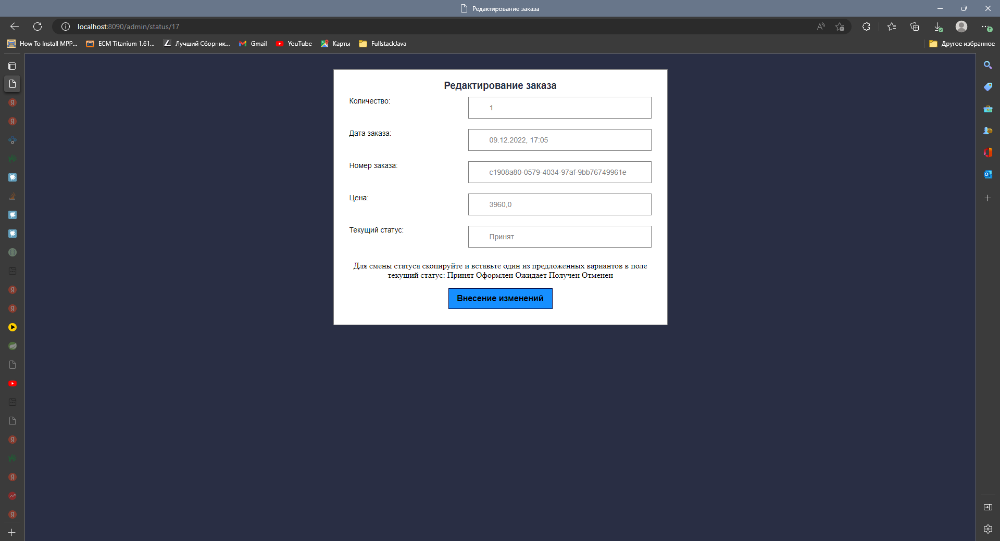 Редактирование заказа
localhost:8090/admin/status/17
How To Install MPP... ECM Titanium 1.61... Лучший Сборник... Gmail YouTube Карты FullstackJava Другое избранное
Редактирование заказа
Количество: 1
Дата заказа: 09.12.2022, 17:05
Номер заказа: c1908a80-0579-4034-97af-9bb76749961e
Цена: 3960,0
Текущий статус: Принят
Для смены статуса скопируйте и вставьте один из предложенных вариантов в поле
текущий статус: Принят Оформлен Ожидает Получен Отменен
Внесение изменений